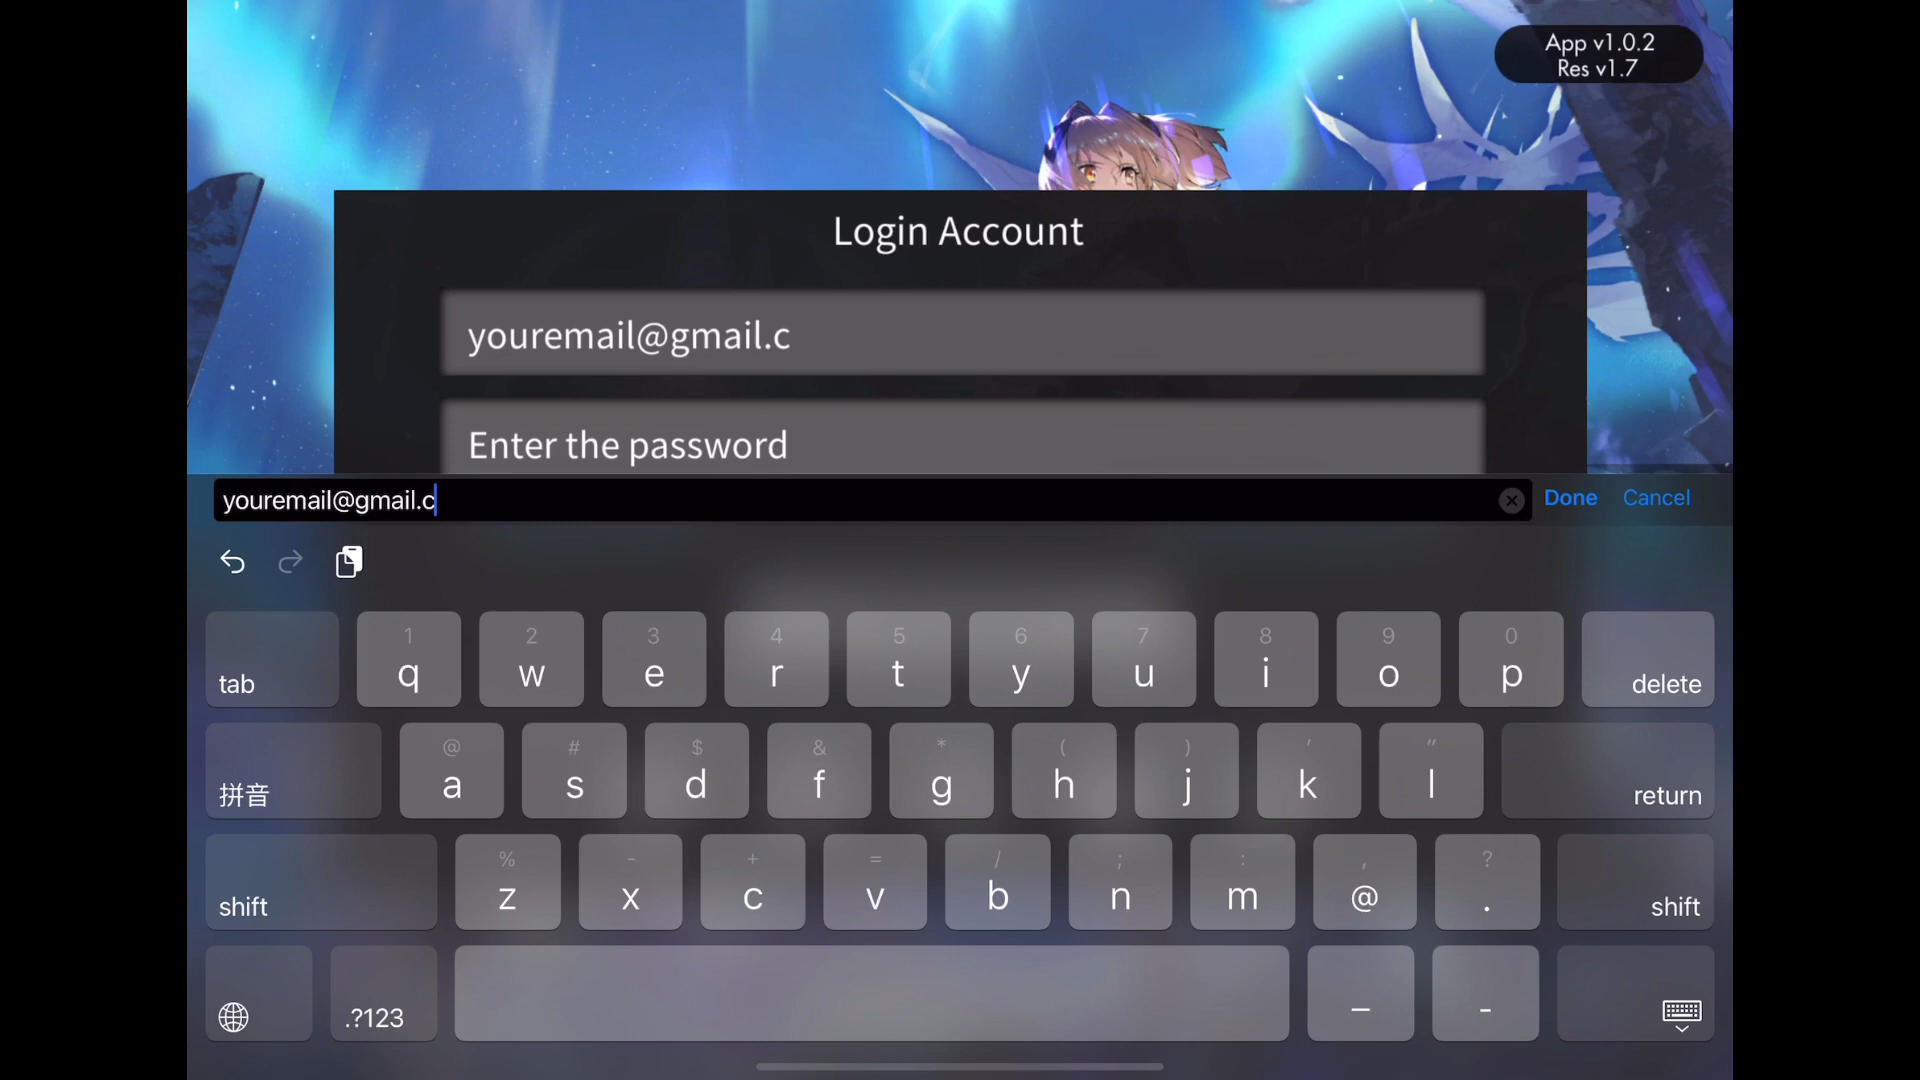 App v1.0.2
Res v1.7
Login Account
youremail@gmail.c
Enter the password
youremail@gmail.c Done Cancel
1 2 3 4 5 6 7 8 9 0
tab q w e r t y u i o p delete
@ # $ & * ( ) ' "
拼音 a s d f g h j k l return
% - + = / ; : , ?
shift z x c v b n m @ . shift
.?123 _ -